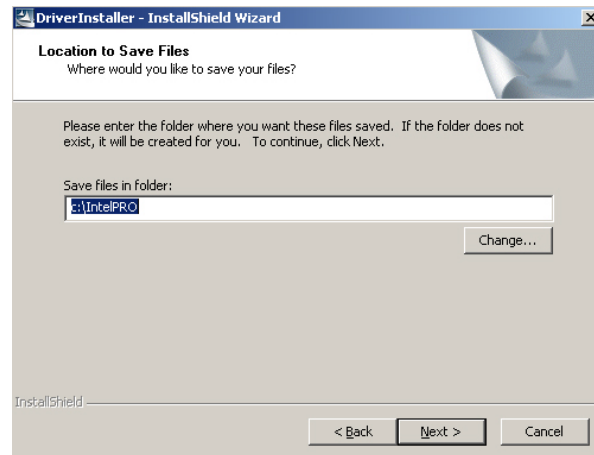 DriverInstaller - InstallShield Wizard
Location to Save Files
Where would you like to save your files?
Please enter the folder where you want these files saved.  If the folder does not
exist, it will be created for you.   To continue, click Next.
Save files in folder:
c:\IntelPRO
Change...
InstallShield
< Back
Next >
Cancel